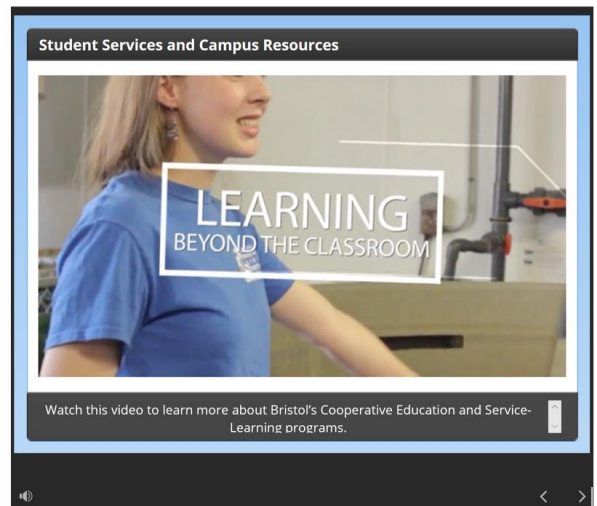 Student Services and Campus Resources
LEARNING
BEYOND THE CLASSROOM
Watch this video to learn more about Bristol's Cooperative Education and Service-
Learning programs.